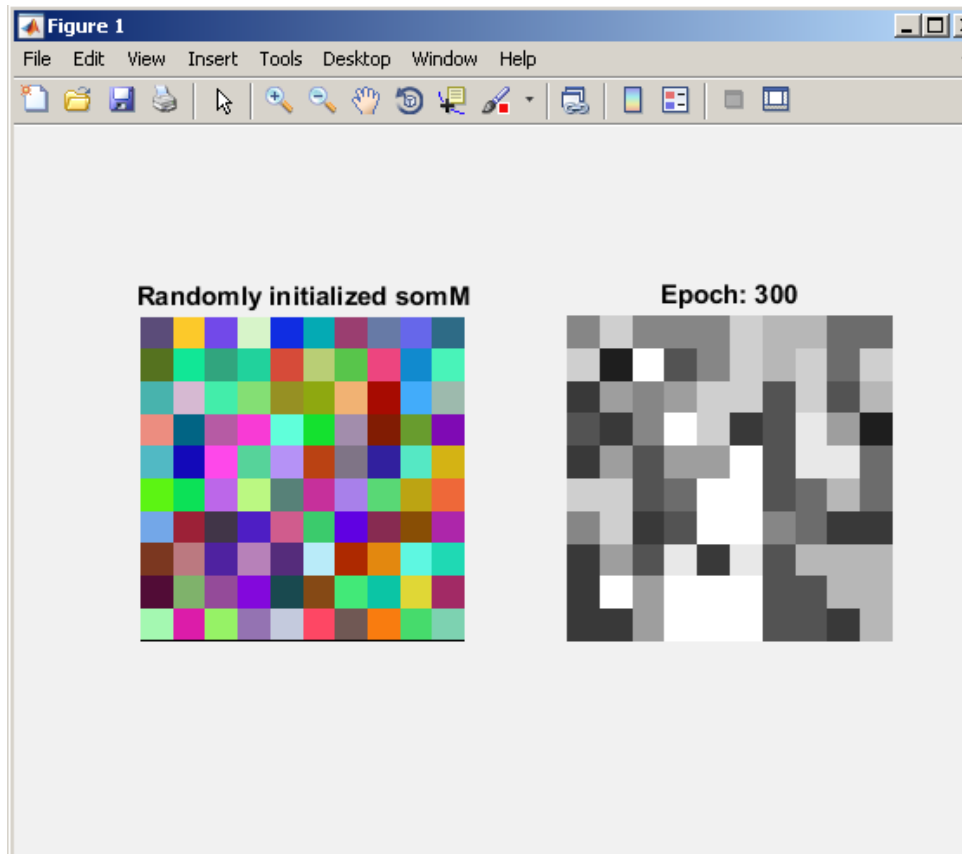 Figure 1
File Edit View Insert Tools Desktop Window Help
Randomly initialized somM
Epoch: 300